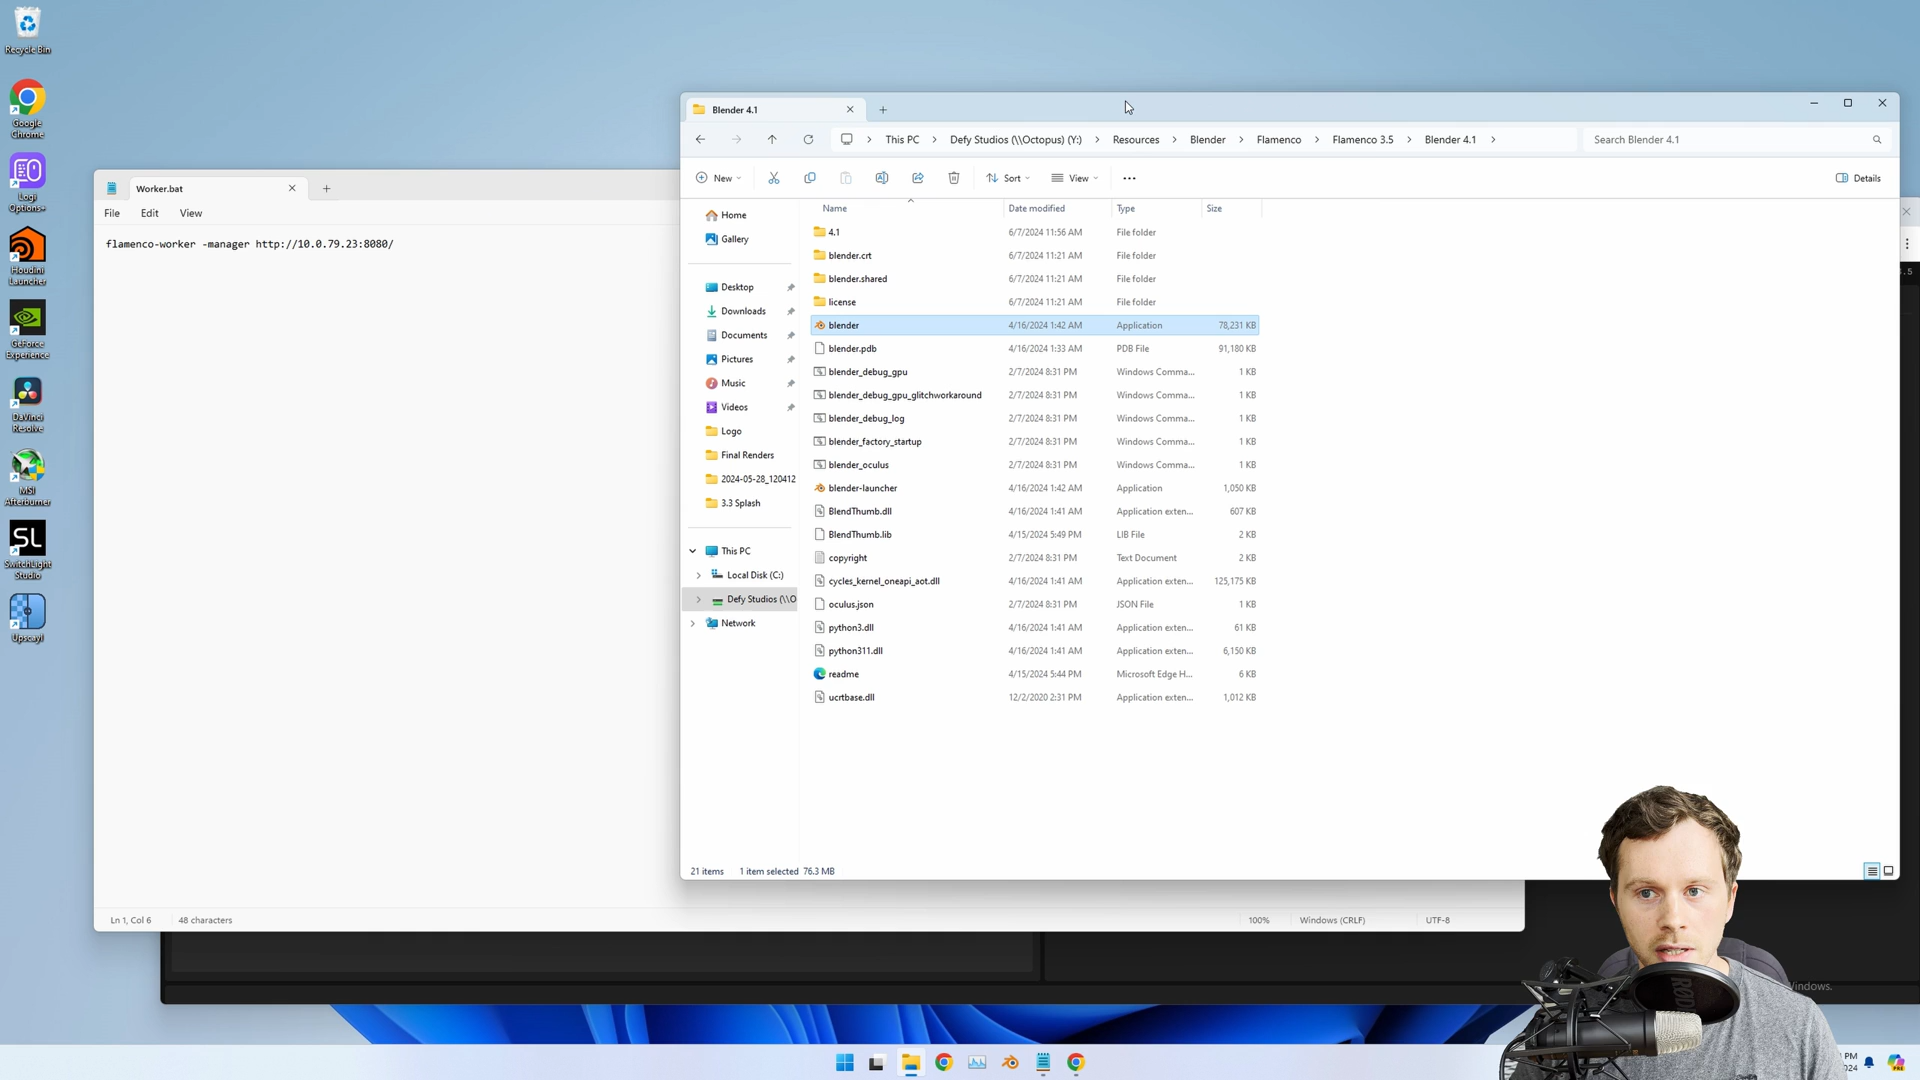 Recycle Bin
Google Chrome
Logi Options+
Houdini Launcher
GeForce Experience
DaVinci Resolve
MSI Afterburner
SL
SwitchLight Studio
Upscayl
Worker.bat
File Edit View
flamenco-worker -manager http://10.0.79.23:8080/
Ln 1, Col 6 48 characters 100% Windows (CRLF) UTF-8
Blender 4.1
This PC > Defy Studios (\\Octopus) (Y:) > Resources > Blender > Flamenco > Flamenco 3.5 > Blender 4.1 >
Search Blender 4.1
New Sort View Details
Home
Gallery
Desktop
Downloads
Documents
Pictures
Music
Videos
Logo
Final Renders
2024-05-28_120412
3.3 Splash
This PC
Local Disk (C:)
Defy Studios (\\O
Network
Name Date modified Type Size
4.1 6/7/2024 11:56 AM File folder
blender.crt 6/7/2024 11:21 AM File folder
blender.shared 6/7/2024 11:21 AM File folder
license 6/7/2024 11:21 AM File folder
blender 4/16/2024 1:42 AM Application 78,231 KB
blender.pdb 4/16/2024 1:33 AM PDB File 91,180 KB
blender_debug_gpu 2/7/2024 8:31 PM Windows Comma... 1 KB
blender_debug_gpu_glitchworkaround 2/7/2024 8:31 PM Windows Comma... 1 KB
blender_debug_log 2/7/2024 8:31 PM Windows Comma... 1 KB
blender_factory_startup 2/7/2024 8:31 PM Windows Comma... 1 KB
blender_oculus 2/7/2024 8:31 PM Windows Comma... 1 KB
blender-launcher 4/16/2024 1:42 AM Application 1,050 KB
BlendThumb.dll 4/16/2024 1:41 AM Application exten... 607 KB
BlendThumb.lib 4/15/2024 5:49 PM LIB File 2 KB
copyright 2/7/2024 8:31 PM Text Document 2 KB
cycles_kernel_oneapi_aot.dll 4/16/2024 1:41 AM Application exten... 125,175 KB
oculus.json 2/7/2024 8:31 PM JSON File 1 KB
python3.dll 4/16/2024 1:41 AM Application exten... 61 KB
python311.dll 4/16/2024 1:41 AM Application exten... 6,150 KB
readme 4/15/2024 5:44 PM Microsoft Edge H... 6 KB
ucrtbase.dll 12/2/2020 2:31 PM Application exten... 1,012 KB
21 items 1 item selected 76.3 MB
RØDE